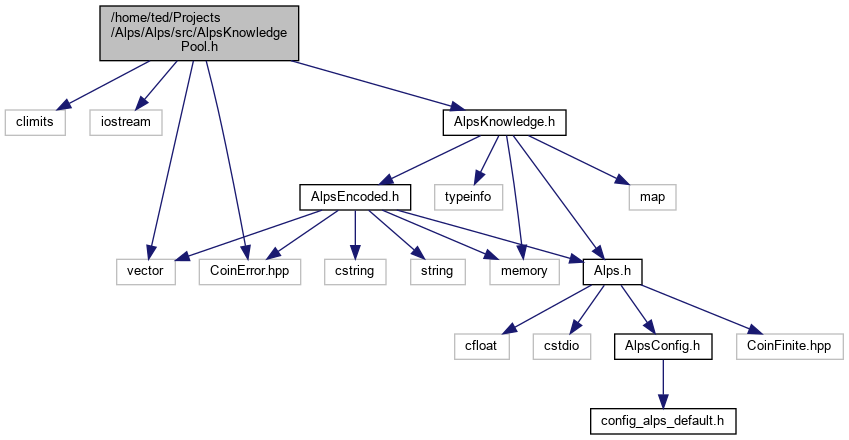 /home/ted/Projects
/Alps/Alps/src/AlpsKnowledge
Pool.h
climits
iostream
AlpsKnowledge.h
AlpsEncoded.h
typeinfo
map
vector
CoinError.hpp
cstring
string
memory
Alps.h
cfloat
cstdio
AlpsConfig.h
CoinFinite.hpp
config_alps_default.h